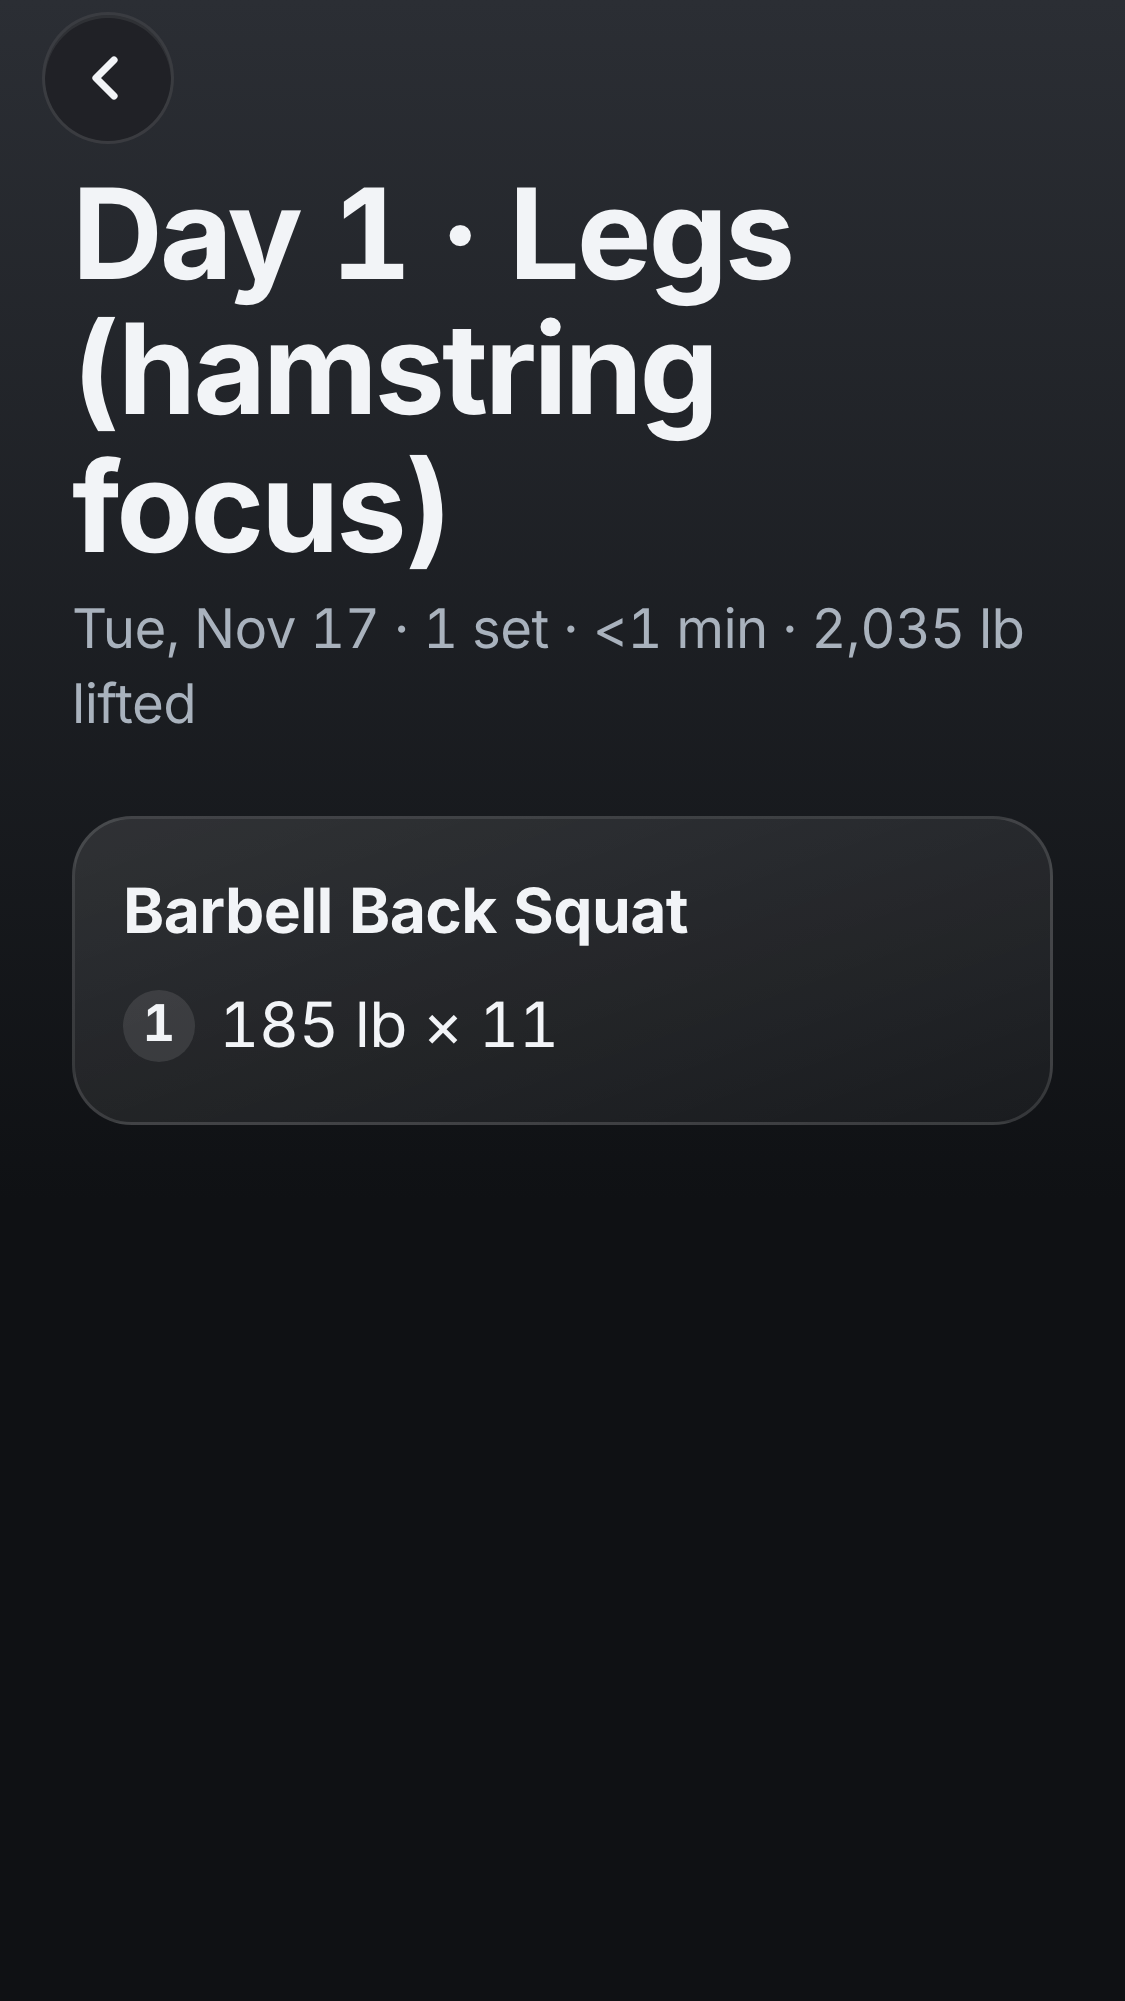 Day 1 · Legs
(hamstring
focus)
Tue, Nov 17 · 1 set · <1 min · 2,035 lb
lifted
Barbell Back Squat
1 185 lb × 11